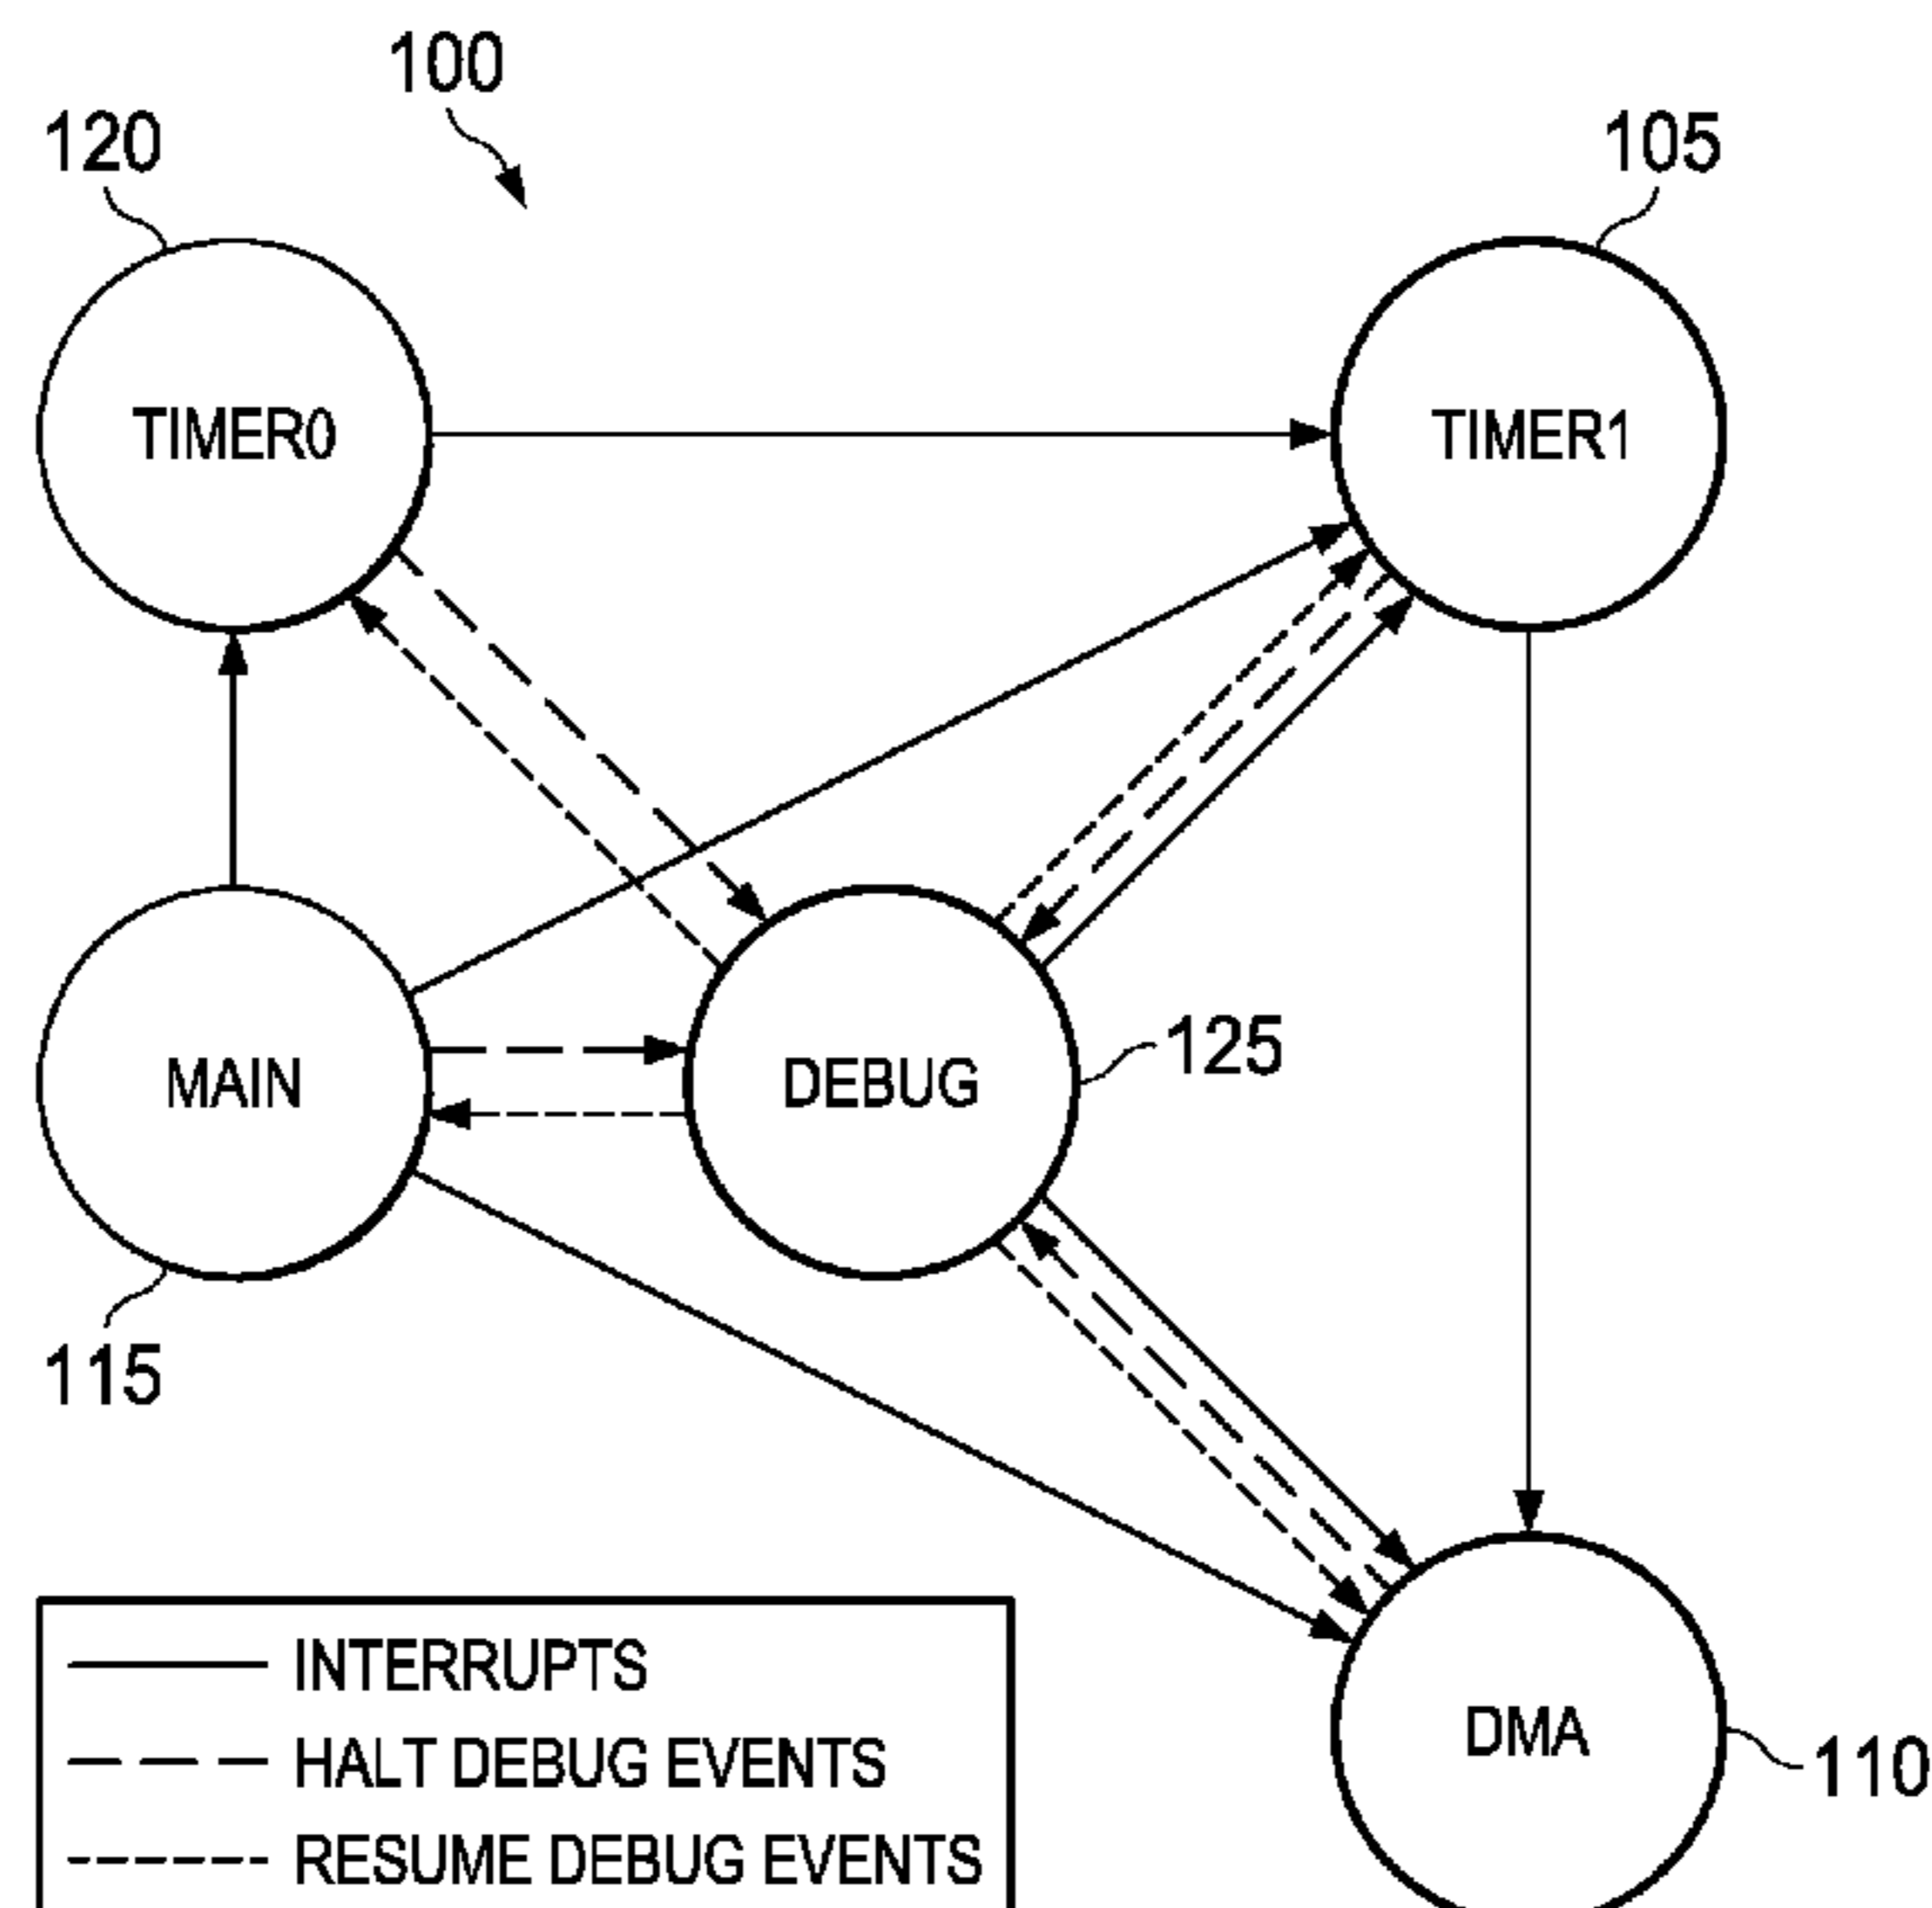 100
120
105
TIMER0
TIMER1
MAIN
DEBUG
125
115
INTERRUPTS
HALT DEBUG EVENTS
RESUME DEBUG EVENTS
DMA
110